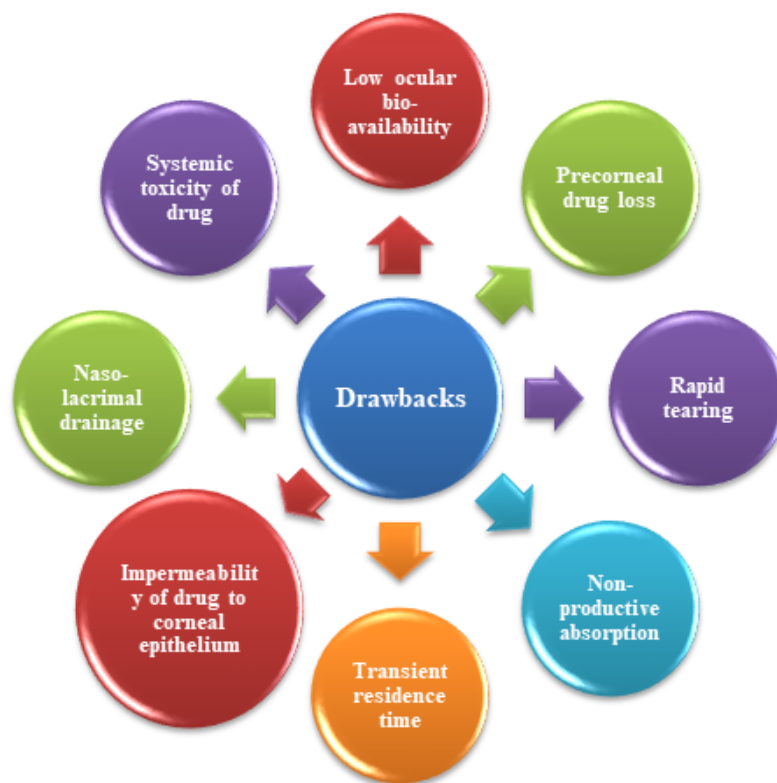 Low ocular
bio-
availability
Precorneal
drug loss
Rapid
tearing
Non-
productive
absorption
Transient
residence
time
Impermeabilit
y of drug to
corneal
epithelium
Naso-
lacrimal
drainage
Systemic
toxicity of
drug
Drawbacks